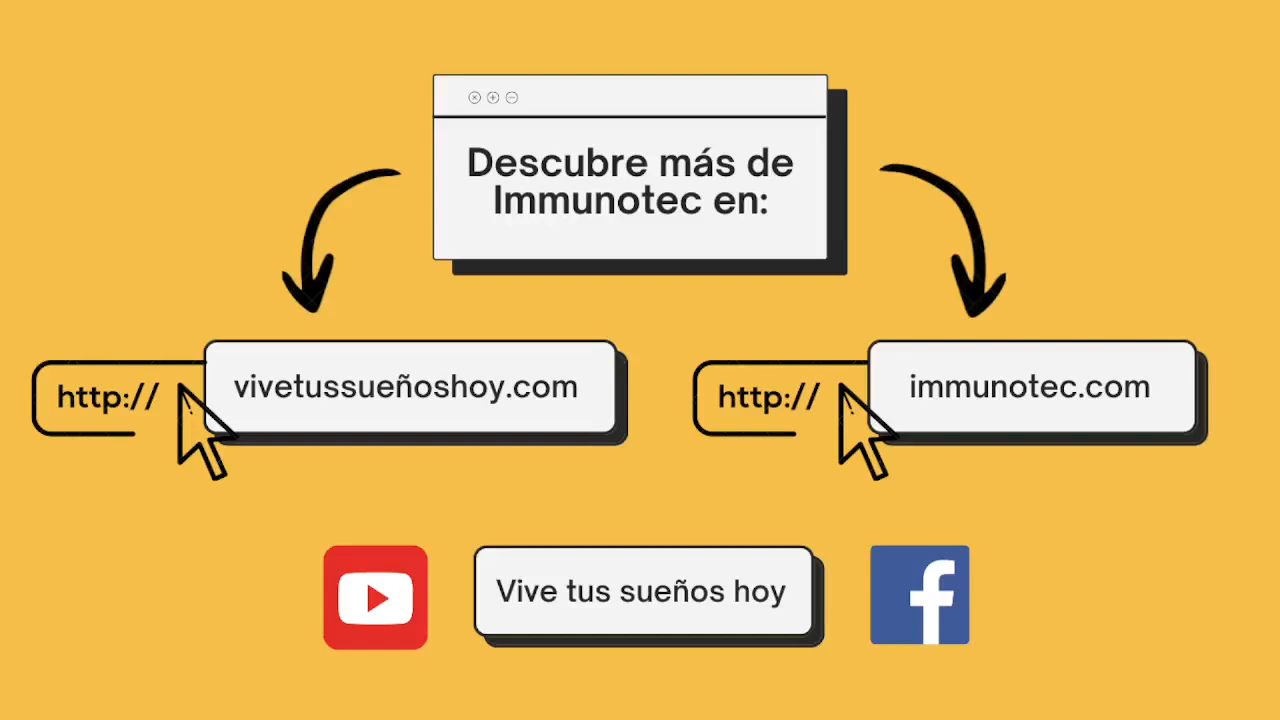 Descubre más de
Immunotec en:
http://
vivetussueñoshoy.com
http://
immunotec.com
Vive tus sueños hoy